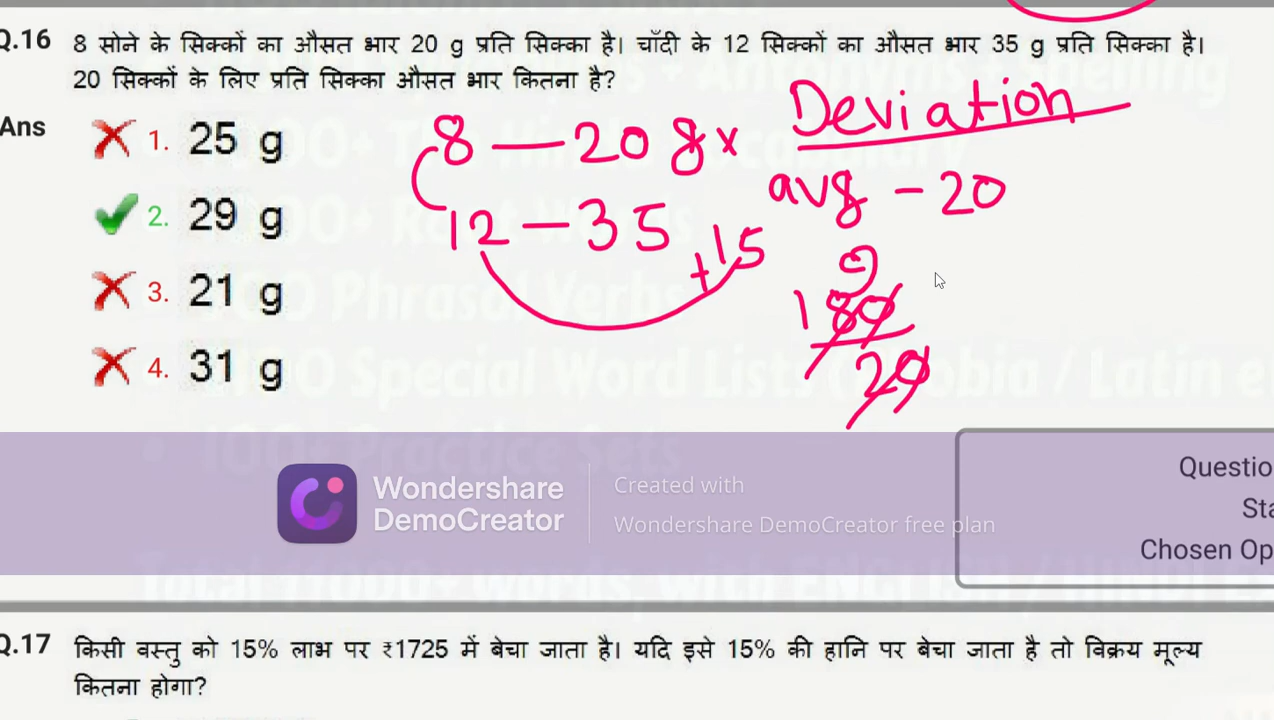 Q.16 8 सोने के सिक्कों का औसत भार 20 g प्रति सिक्का है। चाँदी के 12 सिक्कों का औसत भार 35 g प्रति सिक्का है।
20 सिक्कों के लिए प्रति सिक्का औसत भार कितना है?
Ans
1. 25 g
2. 29 g
3. 21 g
4. 31 g
8 — 20 g x
12 — 35
+15
Deviation
avg - 20
9
180
20
Wondershare
DemoCreator
Created with
Wondershare DemoCreator free plan
Questio
Sta
Chosen Op
Q.17 किसी वस्तु को 15% लाभ पर ₹1725 में बेचा जाता है। यदि इसे 15% की हानि पर बेचा जाता है तो विक्रय मूल्य
कितना होगा?